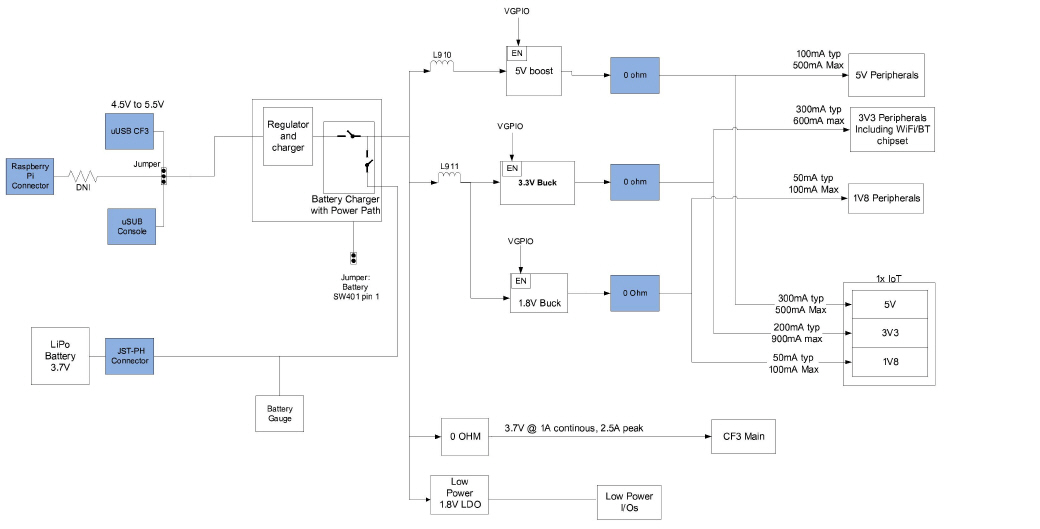 VGPIO
EN
5V boost
L910
0 ohm
100mA typ
500mA Max
5V Peripherals
4.5V to 5.5V
uUSB CF3
Regulator
and
charger
300mA typ
600mA max
3V3 Peripherals
Including WiFi/BT
chipset
VGPIO
EN
3.3V Buck
L911
0 ohm
Jumper
Raspberry
Pi
Connector
DNI
50mA typ
100mA Max
1V8 Peripherals
Battery Charger
with Power Path
uSUB
Console
VGPIO
EN
1.8V Buck
0 Ohm
Jumper:
Battery
SW401 pin 1
1x IoT
300mA typ
500mA Max
5V
200mA typ
900mA max
3V3
50mA typ
100mA Max
1V8
LiPo
Battery
3.7V
JST-PH
Connector
Battery
Gauge
0 OHM
3.7V @ 1A continous, 2.5A peak
CF3 Main
Low
Power
1.8V LDO
Low Power
I/Os